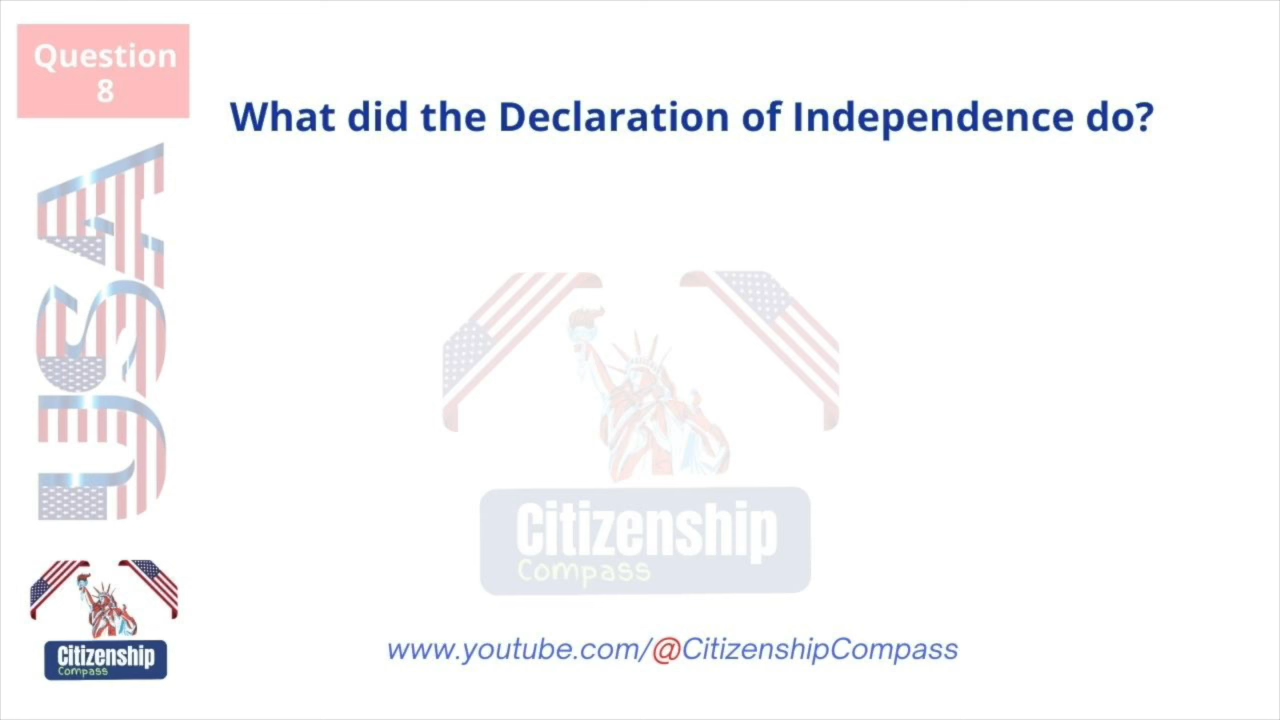 Question
8
What did the Declaration of Independence do?
USA
Citizenship
Compass
Citizenship
Compass
www.youtube.com/@CitizenshipCompass